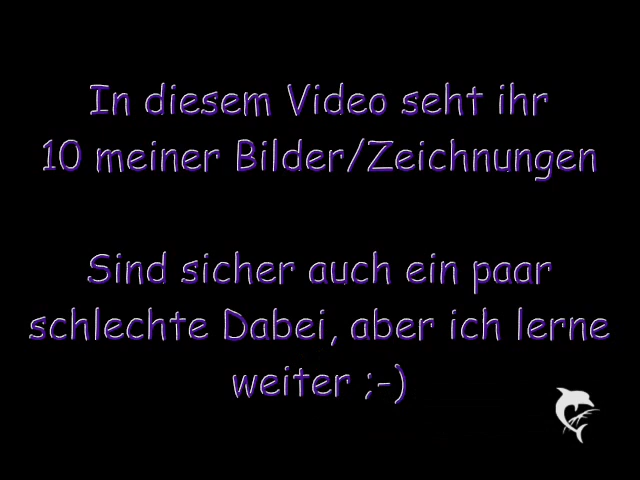 In diesem Video seht ihr
10 meiner Bilder/Zeichnungen
Sind sicher auch ein paar
schlechte Dabei, aber ich lerne
weiter ;-)